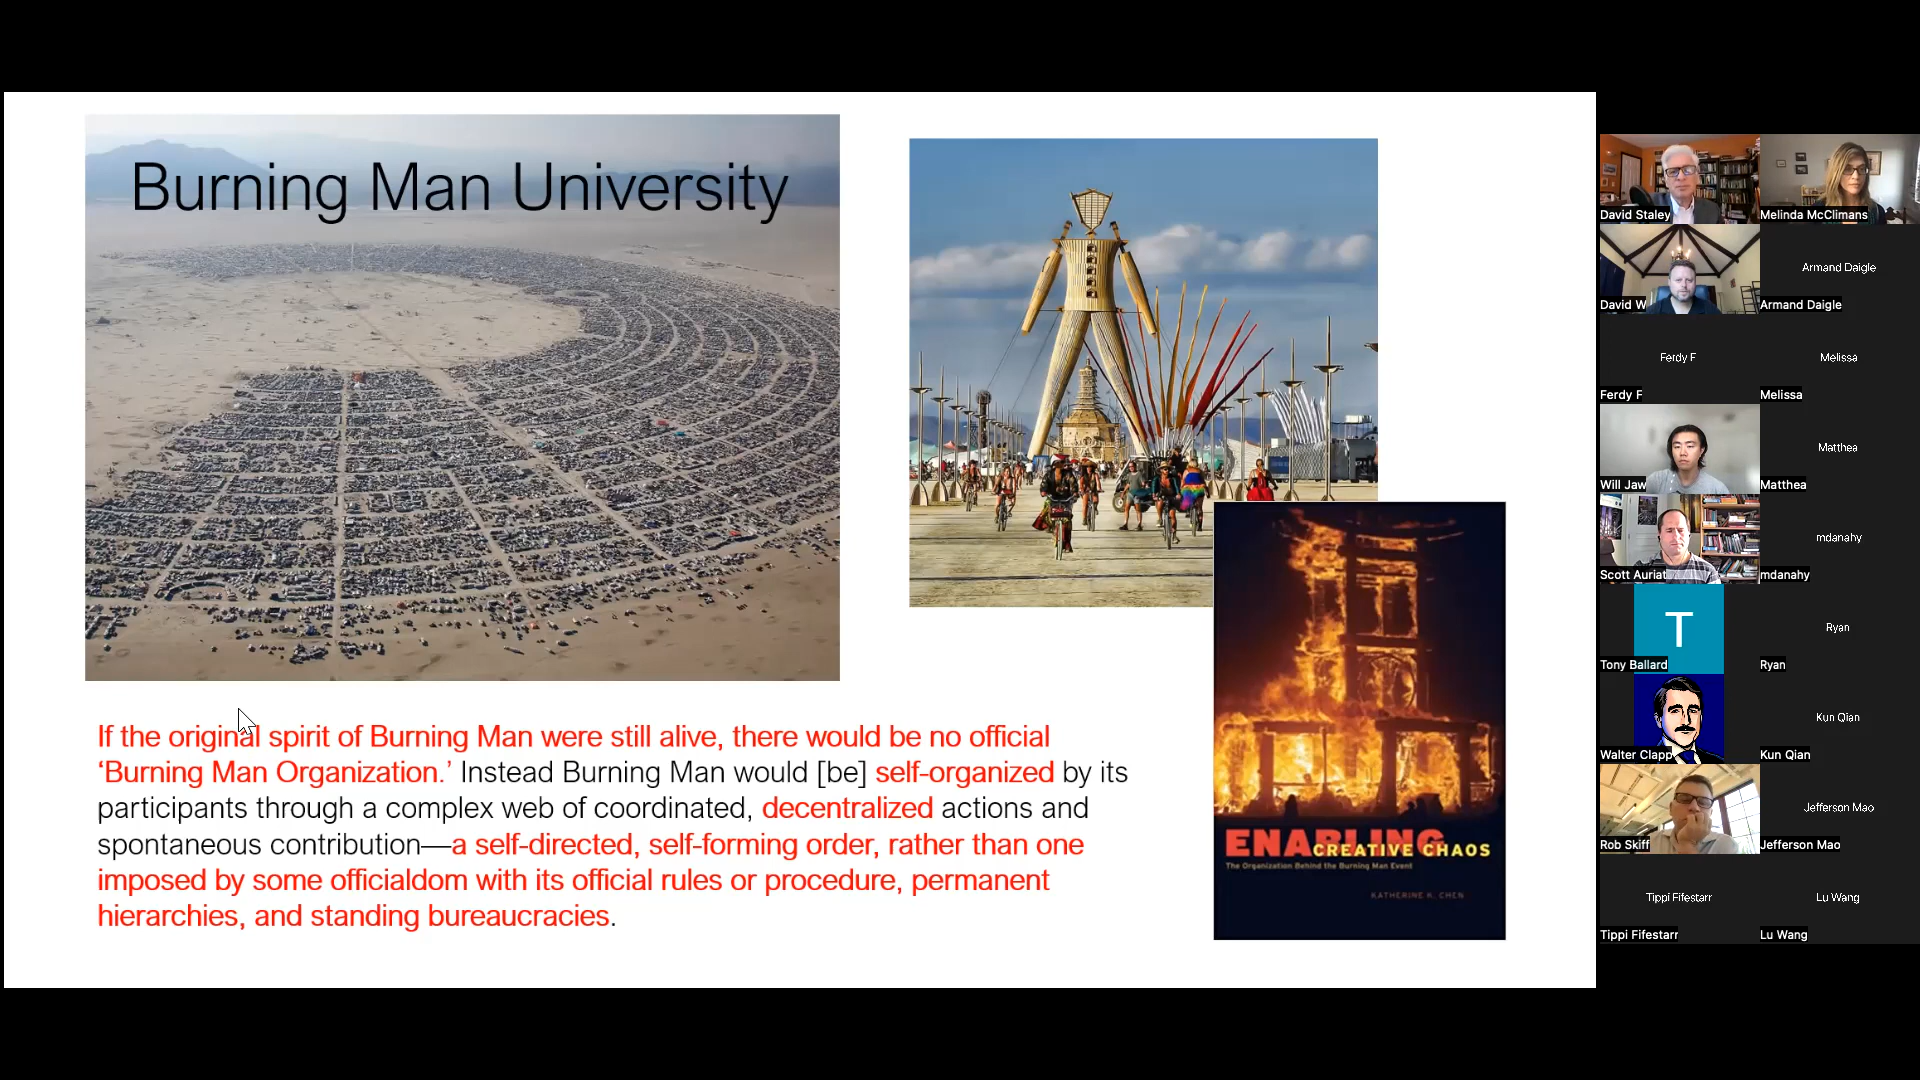 Burning Man University
If the original spirit of Burning Man were still alive, there would be no official
‘Burning Man Organization.’ Instead Burning Man would [be] self-organized by its
participants through a complex web of coordinated, decentralized actions and
spontaneous contribution—a self-directed, self-forming order, rather than one
imposed by some officialdom with its official rules or procedure, permanent
hierarchies, and standing bureaucracies.
ENABLING
CREATIVE CHAOS
The Organization Behind the Burning Man Event
KATHERINE K. CHEN
David Staley
Melinda McClimans
David W
Armand Daigle
Armand Daigle
Ferdy F
Ferdy F
Melissa
Melissa
Will Jaw
Matthea
Matthea
Scott Auriat
mdanahy
mdanahy
T
Tony Ballard
Ryan
Ryan
Walter Clapp
Kun Qian
Kun Qian
Rob Skiff
Jefferson Mao
Jefferson Mao
Tippi Fifestarr
Tippi Fifestarr
Lu Wang
Lu Wang